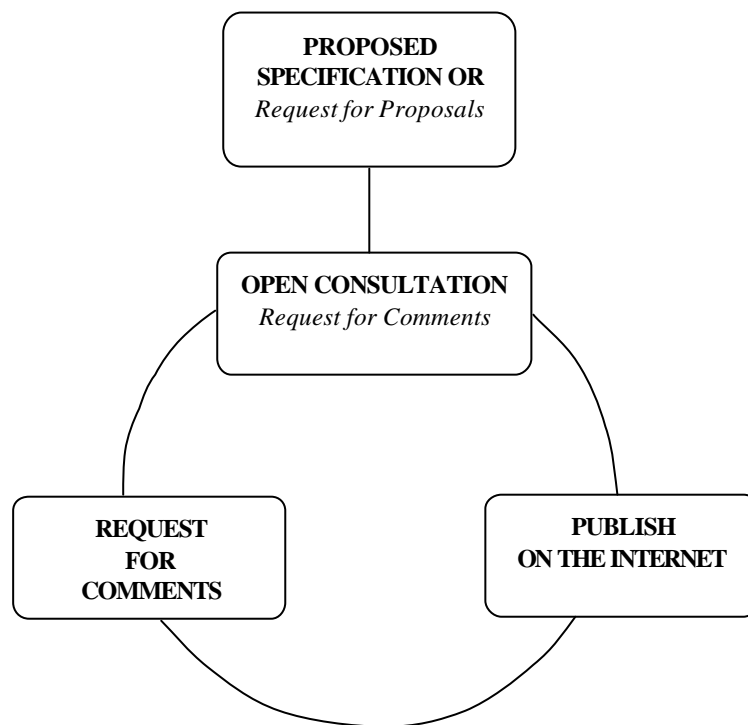 PROPOSED
SPECIFICATION OR
Request for Proposals
OPEN CONSULTATION
Request for Comments
REQUEST
FOR
COMMENTS
PUBLISH
ON THE INTERNET